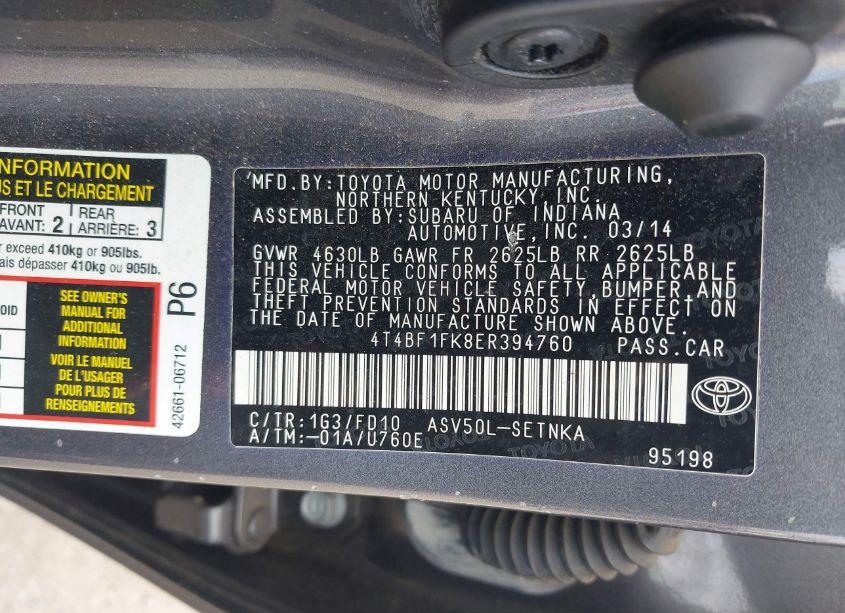 INFORMATION
US ET LE CHARGEMENT
FRONT
AVANT: 2
REAR
ARRIÈRE: 3
r exceed 410kg or 905lbs.
ais dépasser 410kg ou 905lb.
OID
SEE OWNER'S
MANUAL FOR
ADDITIONAL
INFORMATION
VOIR LE MANUEL
DE L'USAGER
POUR PLUS DE
RENSEIGNEMENTS
P6
42661-06712
MFD.BY:TOYOTA MOTOR MANUFACTURING,
NORTHERN KENTUCKY,INC.
ASSEMBLED BY:SUBARU OF INDIANA
AUTOMOTIVE,INC. 03/14
GVWR 4630LB GAWR FR 2625LB RR 2625LB
THIS VEHICLE CONFORMS TO ALL APPLICABLE
FEDERAL MOTOR VEHICLE SAFETY,BUMPER,AND
THEFT PREVENTION STANDARDS IN EFFECT ON
THE DATE OF MANUFACTURE SHOWN ABOVE.
4T4BF1FK8ER394760 PASS.CAR
C/TR:1G3/FD10 ASV50L-SETNKA
A/TM:-01A/U760E
95198